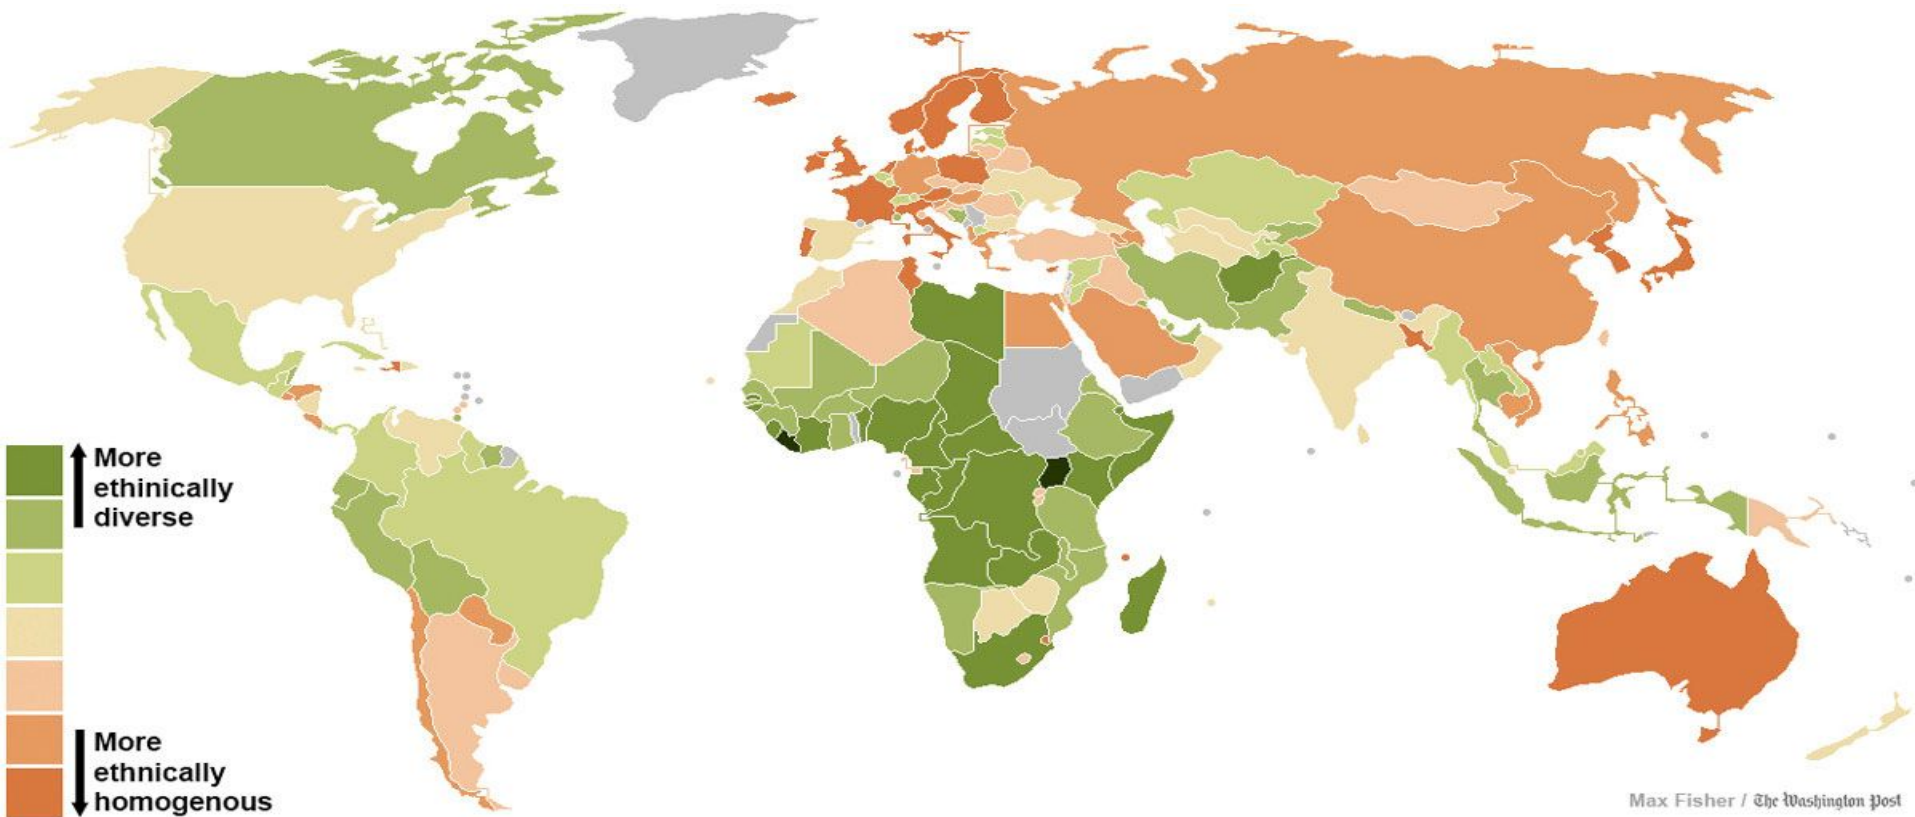 More
ethinically
diverse
More
ethnically
homogenous
Max Fisher / The Washington Post